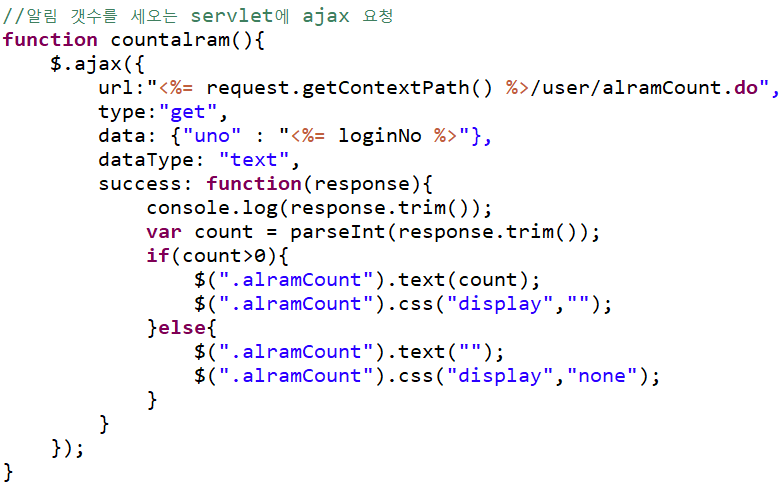 //알림 갯수를 세오는 servlet에 ajax 요청
function countalram(){
    $.ajax({
        url:"<%= request.getContextPath() %>/user/alramCount.do",
        type:"get",
        data: {"uno" : "<%= loginNo %>"},
        dataType: "text",
        success: function(response){
            console.log(response.trim());
            var count = parseInt(response.trim());
            if(count>0){
                $(".alramCount").text(count);
                $(".alramCount").css("display","");
            }else{
                $(".alramCount").text("");
                $(".alramCount").css("display","none");
            }
        }
    });
}